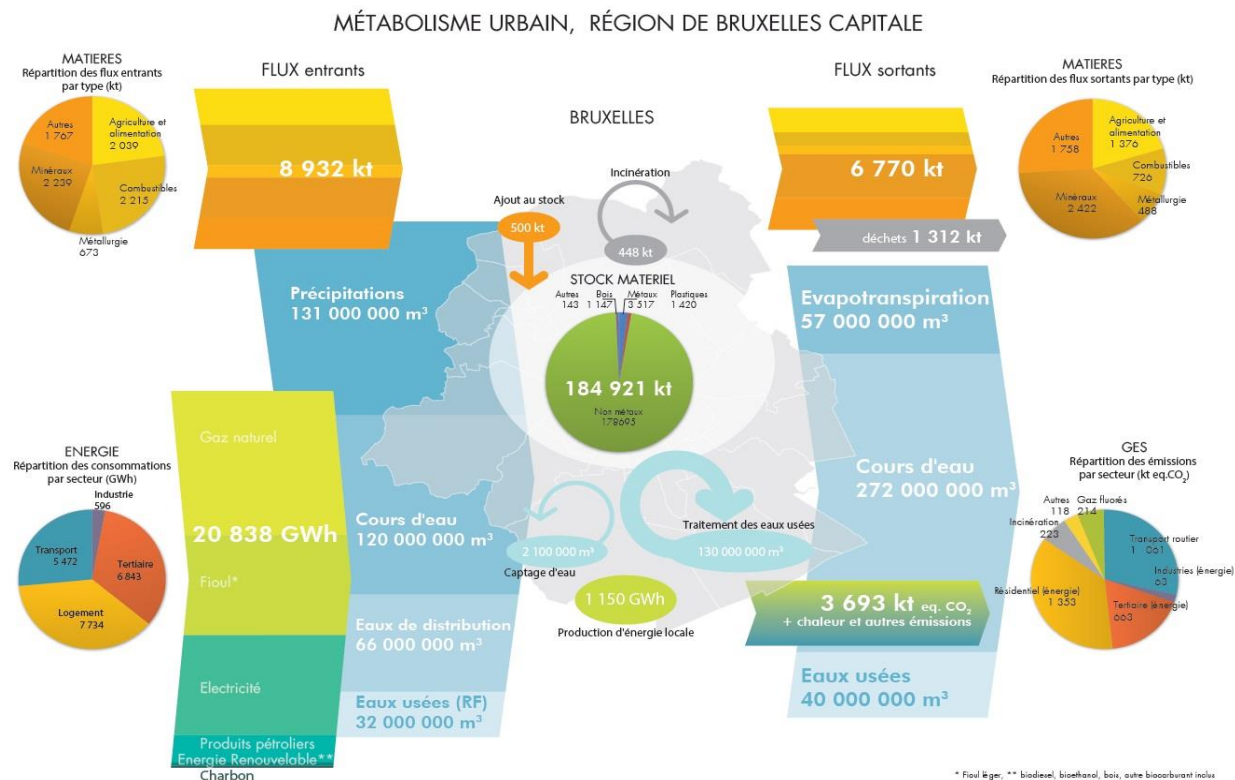 MÉTABOLISME URBAIN, RÉGION DE BRUXELLES CAPITALE
MATIERES
Répartition des flux entrants
par type (kt)
Autres
1 767
Agriculture et
alimentation
2 039
Minéraux
2 239
Combustibles
2 215
Métallurgie
673
FLUX entrants
8 932 kt
Précipitations
131 000 000 m³
Gaz naturel
20 838 GWh
Fioul*
Electricité
Produits pétroliers
Energie Renouvelable**
Charbon
Cours d'eau
120 000 000 m³
Eaux de distribution
66 000 000 m³
Eaux usées (RF)
32 000 000 m³
ENERGIE
Répartition des consommations
par secteur (GWh)
Industrie
596
Transport
5 472
Tertiaire
6 843
Logement
7 734
BRUXELLES
Incinération
448 kt
Ajout au stock
500 kt
STOCK MATERIEL
Autres
143
Bois
1 147
Métaux
3 517
Plastiques
1 420
184 921 kt
Non métaux
178695
2 100 000 m³
Captage d'eau
Traitement des eaux usées
130 000 000 m³
1 150 GWh
Production d'énergie locale
FLUX sortants
6 770 kt
déchets 1 312 kt
Evapotranspiration
57 000 000 m³
Cours d'eau
272 000 000 m³
3 693 kt eq. CO₂
+ chaleur et autres émissions
Eaux usées
40 000 000 m³
MATIERES
Répartition des flux sortants par type (kt)
Autres
1 758
Agriculture et
alimentation
1 376
Combustibles
726
Métallurgie
488
Minéraux
2 422
GES
Répartition des émissions
par secteur (kt eq.CO₂)
Autres
118
Gaz fluorés
214
Incinération
223
Transport routier
1 061
Industries (énergie)
63
Résidentiel (énergie)
1 353
Tertiaire (énergie)
663
* Fioul léger, ** biodiesel, bioethanol, bois, autre biocarburant inclus